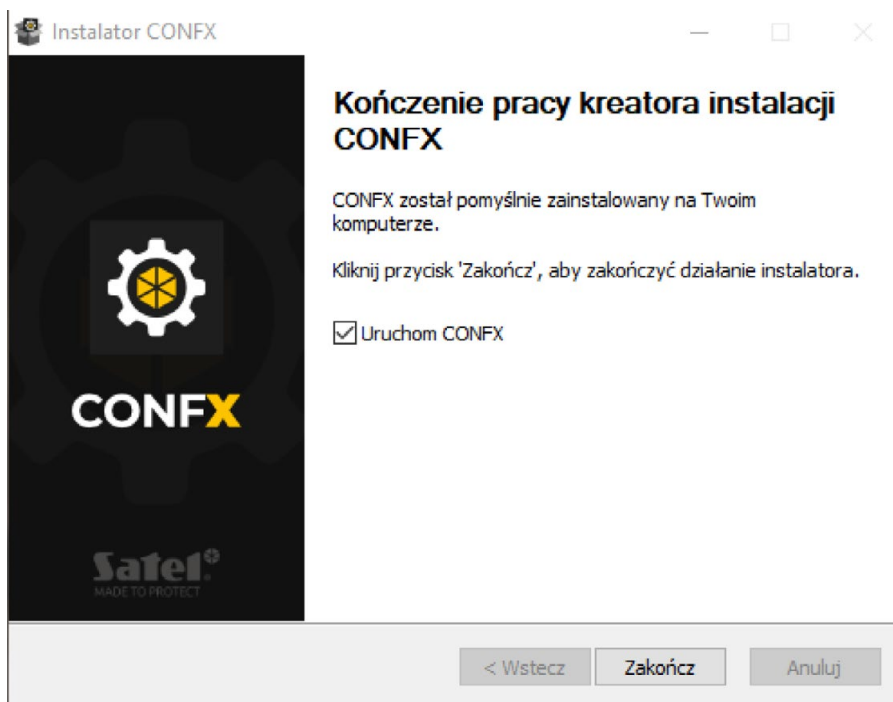 Instalator CONFX
Kończenie pracy kreatora instalacji
CONFX
CONFX został pomyślnie zainstalowany na Twoim
komputerze.
Kliknij przycisk 'Zakończ', aby zakończyć działanie instalatora.
Uruchom CONFX
CONFX
Satel®
MADE TO PROTECT
< Wstecz
Zakończ
Anuluj